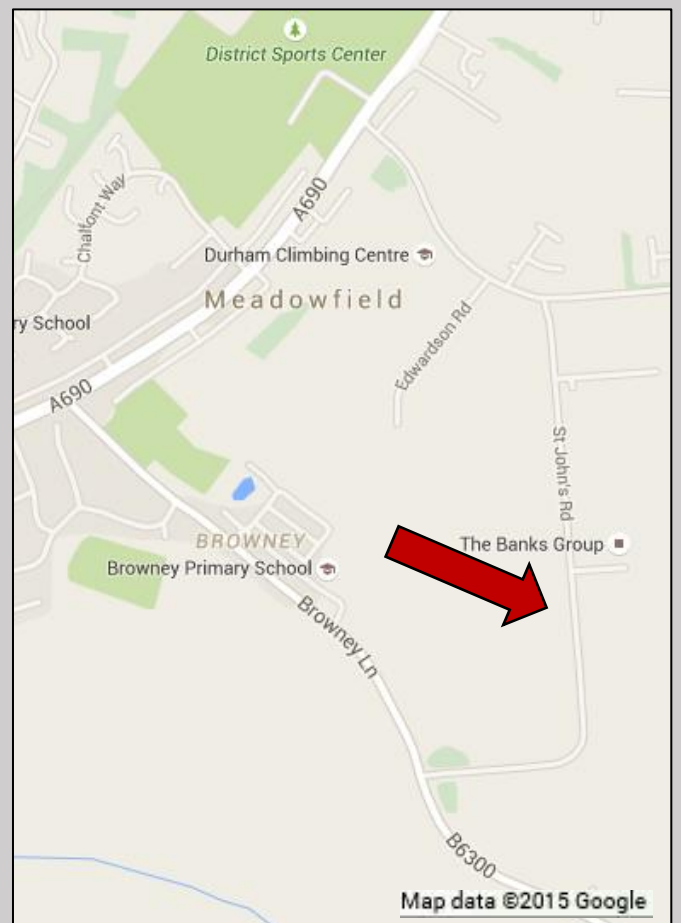 District Sports Center
Chalfont Way
A690
Durham Climbing Centre
Meadowfield
ry School
Edwardson Rd
A690
St John's Rd
BROWNEY
The Banks Group
Browney Primary School
Browney Ln
B6300
Map data ©2015 Google